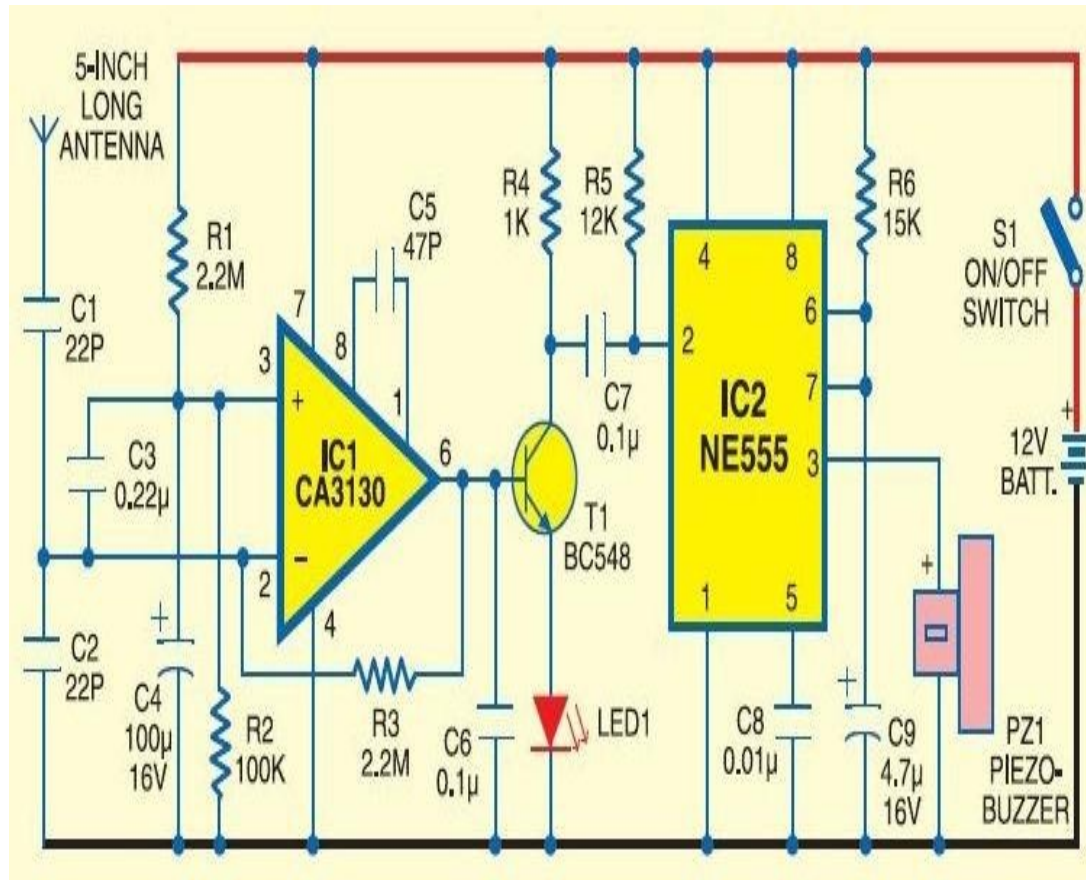 5-INCH
LONG
ANTENNA
R1
2.2M
C1
22P
C3
0.22µ
C2
22P
C4
100µ
16V
+
R2
100K
C5
47P
7
8
1
3
+
IC1
CA3130
6
–
2
4
R3
2.2M
C6
0.1µ
R4
1K
R5
12K
C7
0.1µ
T1
BC548
LED1
4
8
2
6
7
3
IC2
NE555
1
5
C8
0.01µ
R6
15K
+
C9
4.7µ
16V
S1
ON/OFF
SWITCH
+
12V
BATT.
+
PZ1
PIEZO-
BUZZER